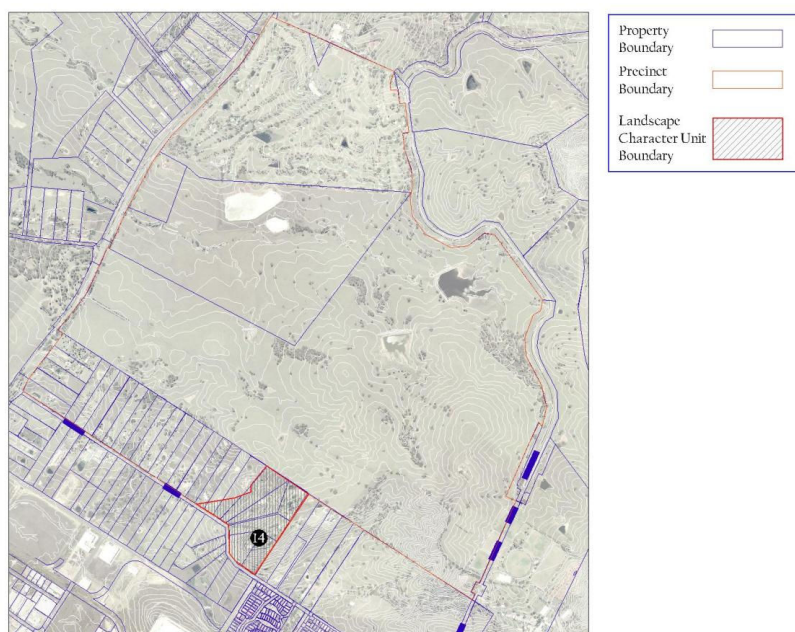 Property
Boundary
Precinct
Boundary
Landscape
Character Unit
Boundary
14